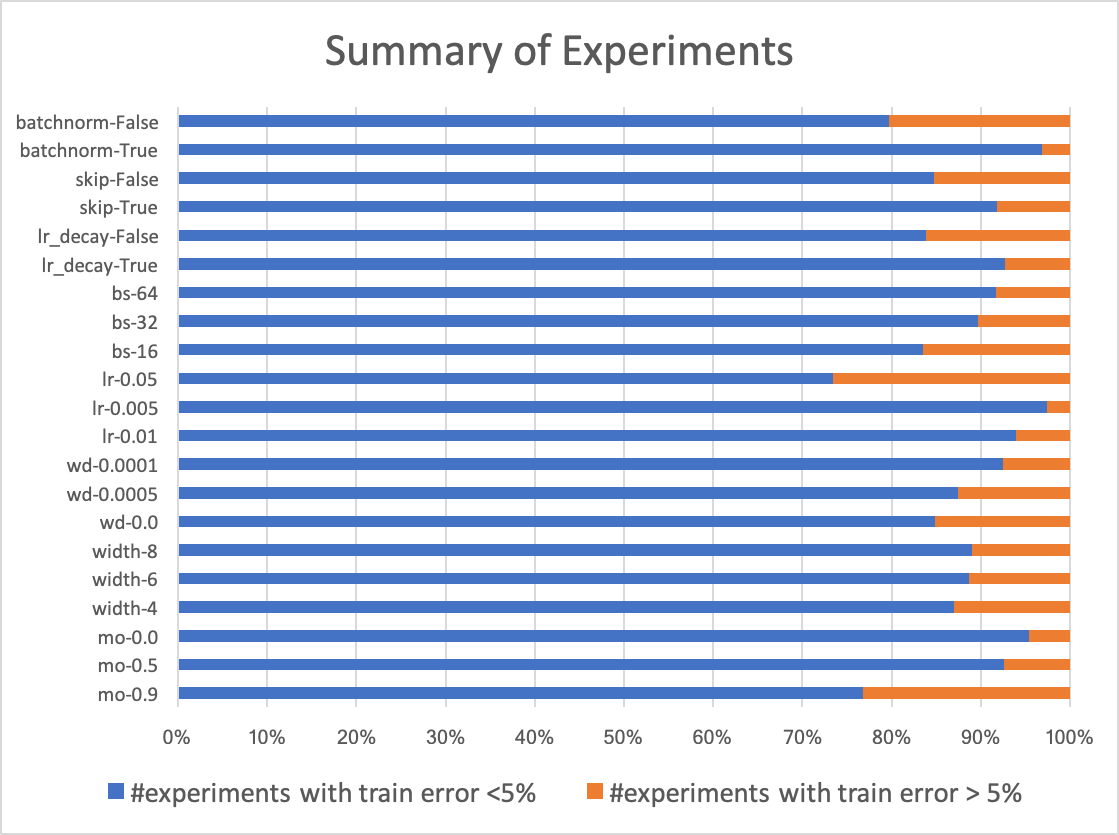 Summary of Experiments
batchnorm-False
batchnorm-True
skip-False
skip-True
lr_decay-False
lr_decay-True
bs-64
bs-32
bs-16
lr-0.05
lr-0.005
lr-0.01
wd-0.0001
wd-0.0005
wd-0.0
width-8
width-6
width-4
mo-0.0
mo-0.5
mo-0.9
0% 10% 20% 30% 40% 50% 60% 70% 80% 90% 100%
#experiments with train error <5% #experiments with train error > 5%